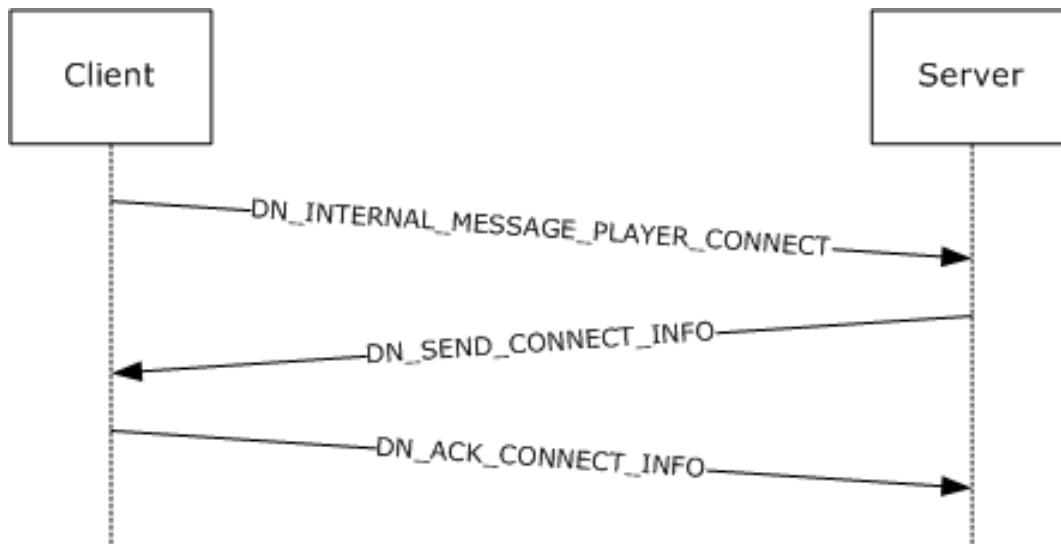 Client
Server
DN_INTERNAL_MESSAGE_PLAYER_CONNECT
DN_SEND_CONNECT_INFO
DN_ACK_CONNECT_INFO